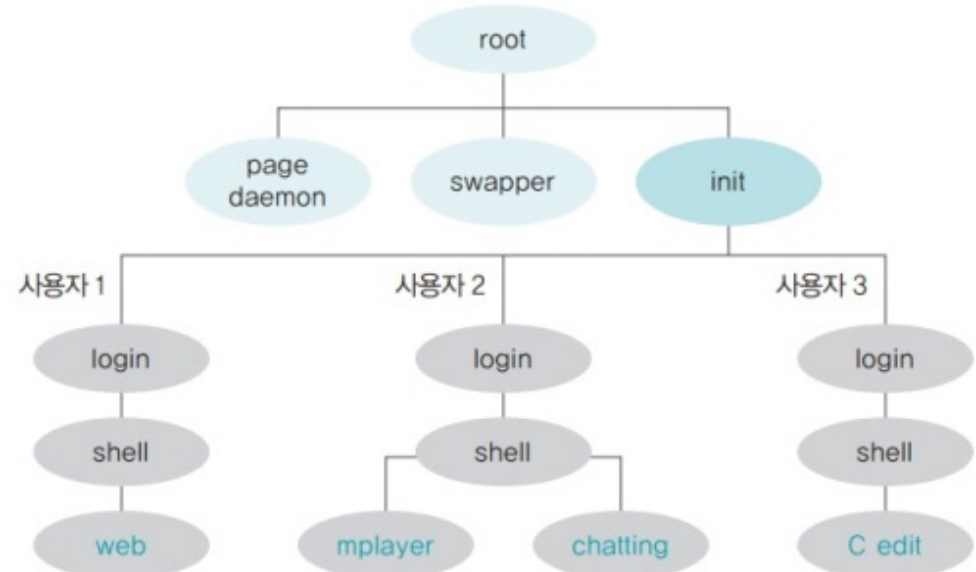 root
page
daemon
swapper
init
사용자 1
사용자 2
사용자 3
login
login
login
shell
shell
shell
web
mplayer
chatting
C edit